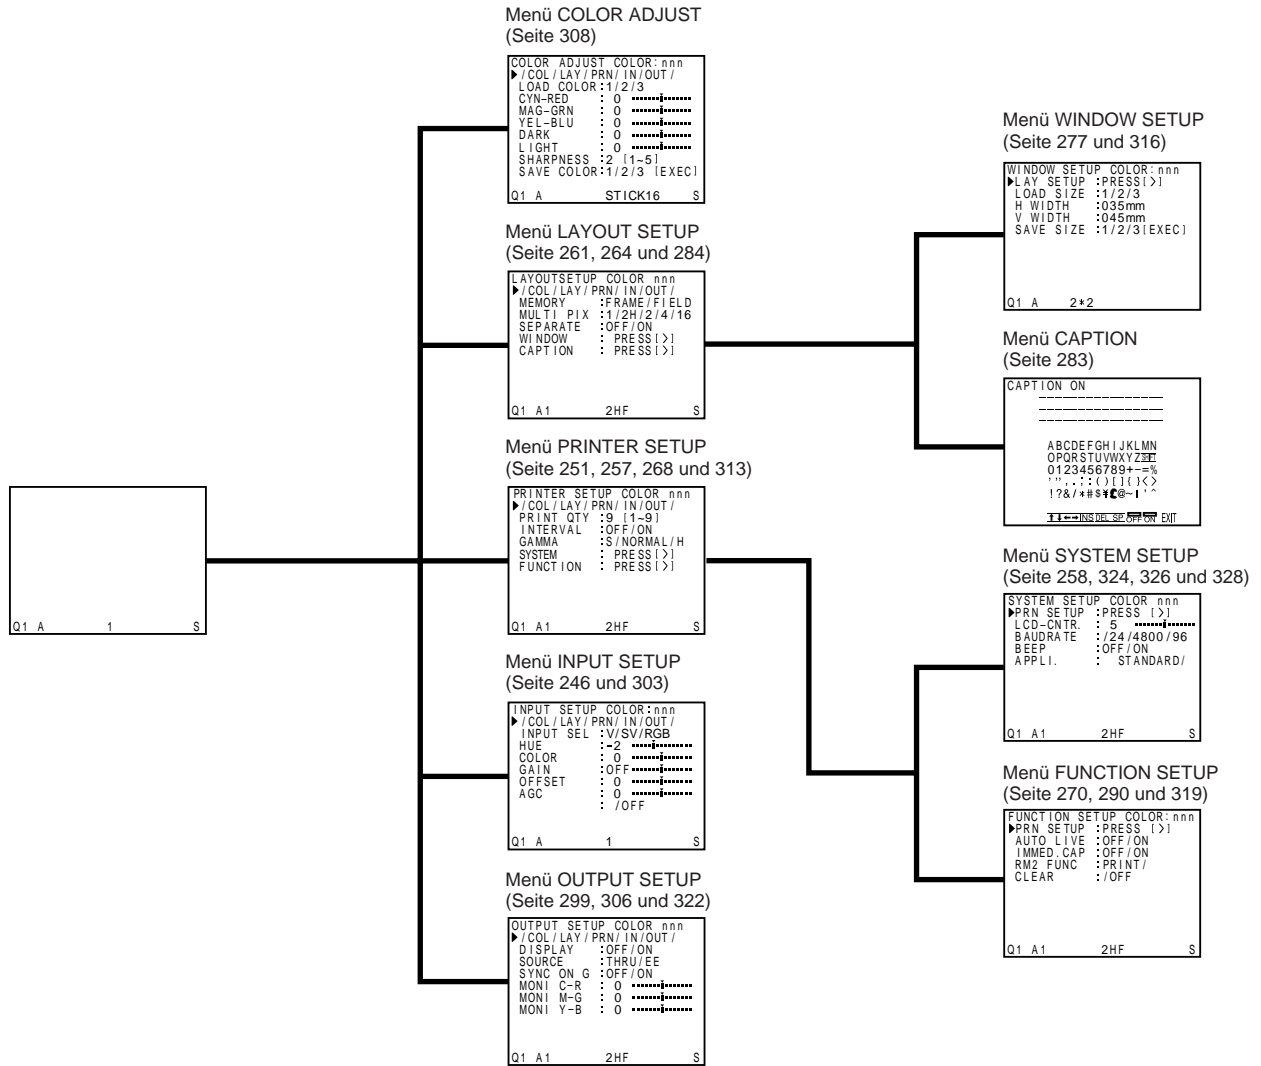 Q1 A 1 S
Menü COLOR ADJUST
(Seite 308)
COLOR ADJUST COLOR:nnn
/COL/LAY/PRN/IN/OUT/
LOAD COLOR:1/2/3
CYN-RED : 0
MAG-GRN : 0
YEL-BLU : 0
DARK : 0
LIGHT : 0
SHARPNESS :2 [1~5]
SAVE COLOR:1/2/3 [EXEC]
Q1 A STICK16 S
Menü LAYOUT SETUP
(Seite 261, 264 und 284)
LAYOUTSETUP COLOR nnn
/COL/LAY/PRN/IN/OUT/
MEMORY :FRAME/FIELD
MULTI PIX :1/2H/2/4/16
SEPARATE :OFF/ON
WINDOW : PRESS[>]
CAPTION : PRESS[>]
Q1 A1 2HF S
Menü PRINTER SETUP
(Seite 251, 257, 268 und 313)
PRINTER SETUP COLOR nnn
/COL/LAY/PRN/IN/OUT/
PRINT QTY :9 [1~9]
INTERVAL :OFF/ON
GAMMA :S/NORMAL/H
SYSTEM : PRESS[>]
FUNCTION : PRESS[>]
Q1 A1 2HF S
Menü INPUT SETUP
(Seite 246 und 303)
INPUT SETUP COLOR:nnn
/COL/LAY/PRN/IN/OUT/
INPUT SEL :V/SV/RGB
HUE :-2
COLOR : 0
GAIN :OFF
OFFSET : 0
AGC : 0
: /OFF
Q1 A 1 S
Menü OUTPUT SETUP
(Seite 299, 306 und 322)
OUTPUT SETUP COLOR nnn
/COL/LAY/PRN/IN/OUT/
DISPLAY :OFF/ON
SOURCE :THRU/EE
SYNC ON G :OFF/ON
MONI C-R : 0
MONI M-G : 0
MONI Y-B : 0
Q1 A1 2HF S
Menü WINDOW SETUP
(Seite 277 und 316)
WINDOW SETUP COLOR:nnn
LAY SETUP :PRESS[>]
LOAD SIZE :1/2/3
H WIDTH :035mm
V WIDTH :045mm
SAVE SIZE :1/2/3[EXEC]
Q1 A 2*2
Menü CAPTION
(Seite 283)
CAPTION ON
ABCDEFGHIJKLMN
OPQRSTUVWXYZ
0123456789+-=%
'",.;:()[]{}<>
!?&/*#$¥£@~|'^
↑↓←→INS DEL SP OFF ON EXIT
Menü SYSTEM SETUP
(Seite 258, 324, 326 und 328)
SYSTEM SETUP COLOR nnn
PRN SETUP :PRESS [>]
LCD-CNTR. : 5
BAUDRATE :/24/4800/96
BEEP :OFF/ON
APPLI. : STANDARD/
Q1 A1 2HF S
Menü FUNCTION SETUP
(Seite 270, 290 und 319)
FUNCTION SETUP COLOR:nnn
PRN SETUP :PRESS [>]
AUTO LIVE :OFF/ON
IMMED.CAP :OFF/ON
RM2 FUNC :PRINT/
CLEAR :/OFF
Q1 A1 2HF S